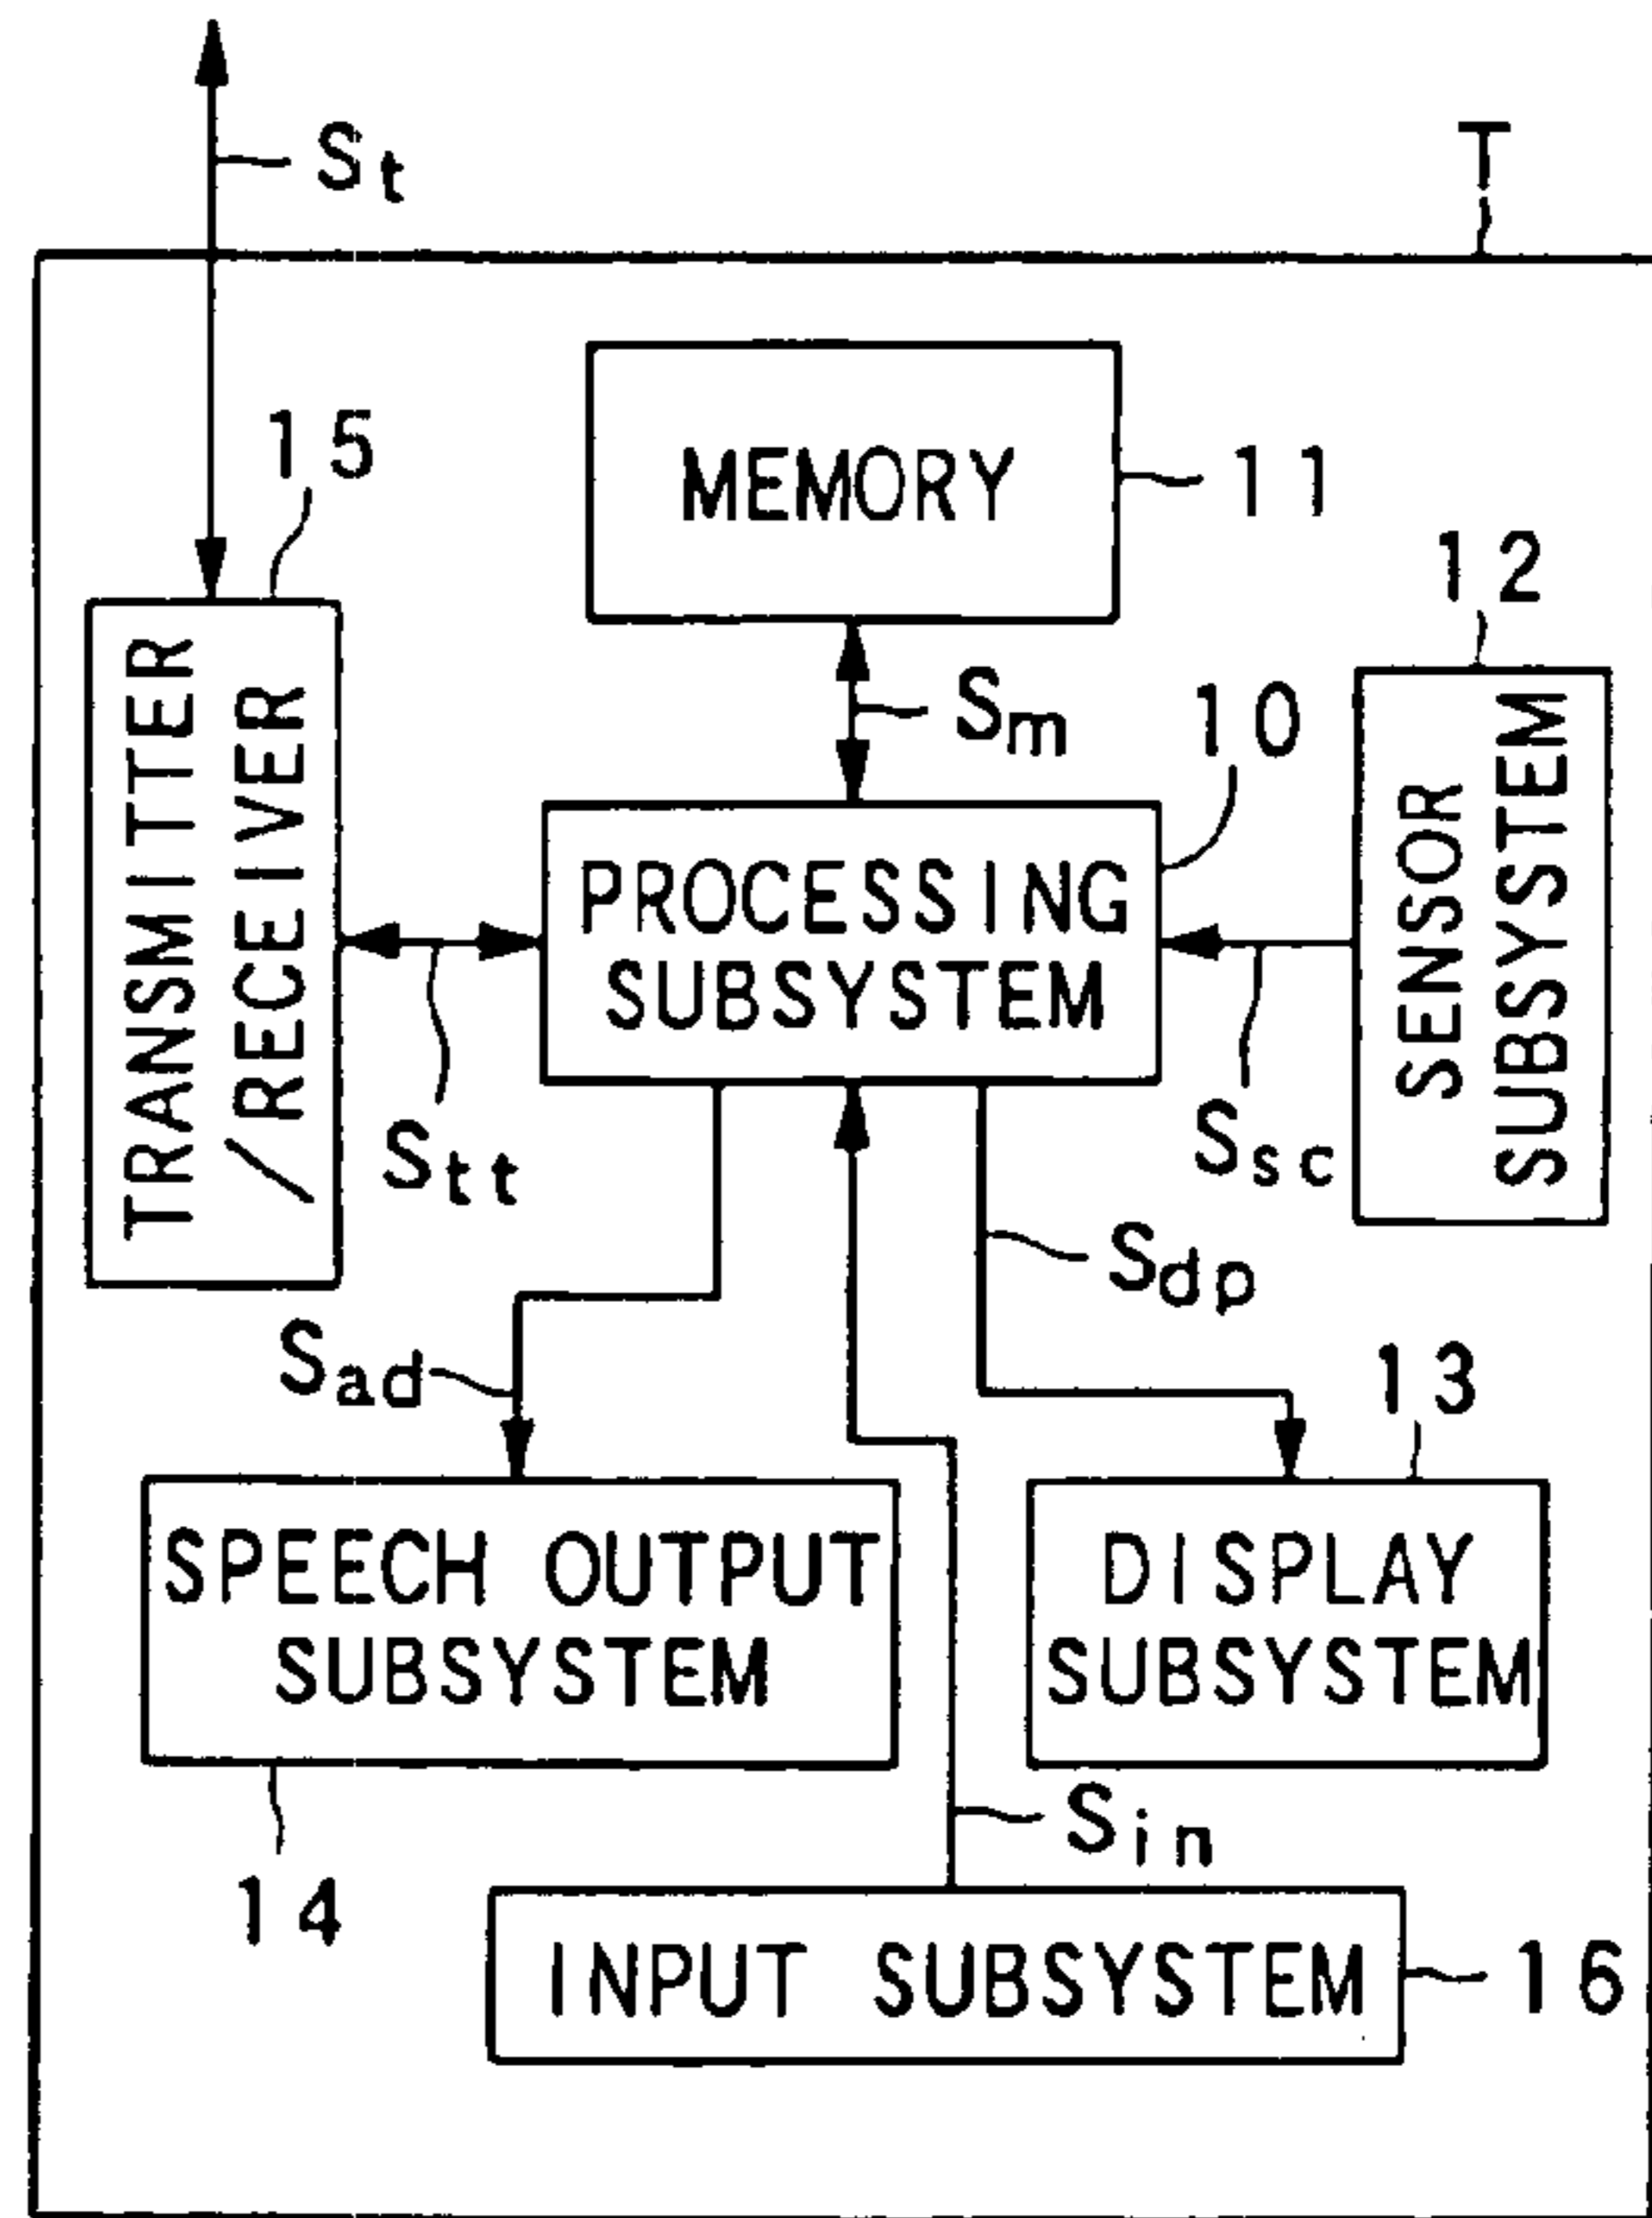 St
T
15
MEMORY
11
12
Sm
10
TRANSMITTER
/RECEIVER
PROCESSING
SUBSYSTEM
SENSOR
SUBSYSTEM
Stt
Ssc
Sdp
Sad
13
SPEECH OUTPUT
SUBSYSTEM
DISPLAY
SUBSYSTEM
14
Sin
INPUT SUBSYSTEM
16